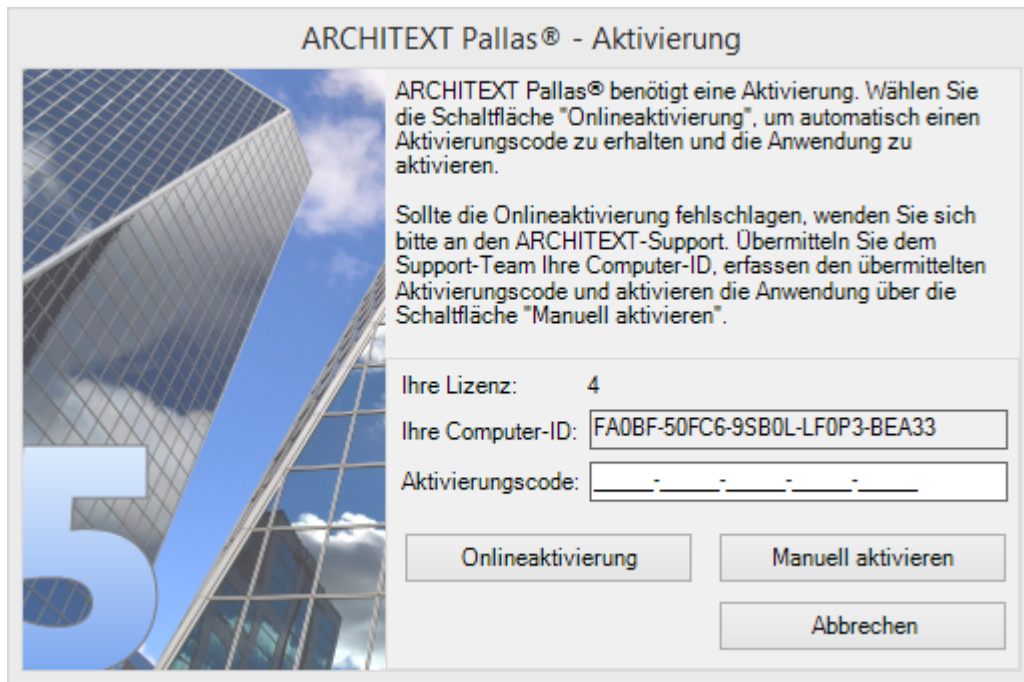 ARCHITEXT Pallas® - Aktivierung
ARCHITEXT Pallas® benötigt eine Aktivierung. Wählen Sie
die Schaltfläche "Onlineaktivierung", um automatisch einen
Aktivierungscode zu erhalten und die Anwendung zu
aktivieren.
Sollte die Onlineaktivierung fehlschlagen, wenden Sie sich
bitte an den ARCHITEXT-Support. Übermitteln Sie dem
Support-Team Ihre Computer-ID, erfassen den übermittelten
Aktivierungscode und aktivieren die Anwendung über die
Schaltfläche "Manuell aktivieren".
Ihre Lizenz: 4
Ihre Computer-ID: FA0BF-50FC6-9SB0L-LF0P3-BEA33
Aktivierungscode: _____-_____-_____-_____-_____
Onlineaktivierung Manuell aktivieren
Abbrechen
5